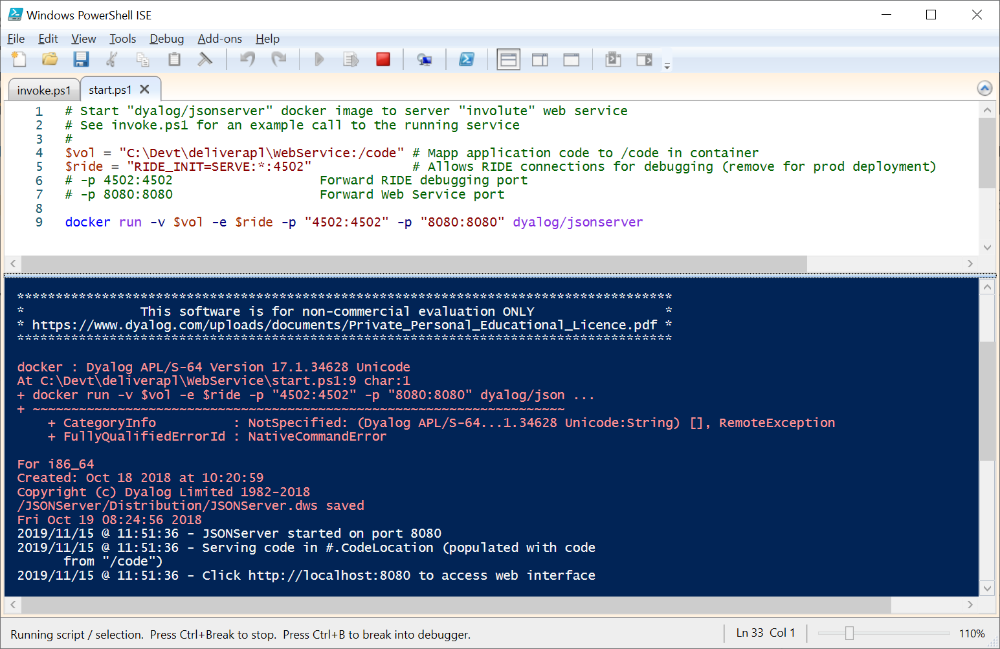 Windows PowerShell ISE
File Edit View Tools Debug Add-ons Help
invoke.ps1 start.ps1
1 # Start "dyalog/jsonserver" docker image to server "involute" web service
2 # See invoke.ps1 for an example call to the running service
3 #
4 $vol = "C:\Devt\deliverapl\WebService:/code" # Mapp application code to /code in container
5 $ride = "RIDE_INIT=SERVE:*:4502" # Allows RIDE connections for debugging (remove for prod deployment)
6 # -p 4502:4502 Forward RIDE debugging port
7 # -p 8080:8080 Forward Web Service port
8
9 docker run -v $vol -e $ride -p "4502:4502" -p "8080:8080" dyalog/jsonserver
*************************************************************************************
* This software is for non-commercial evaluation ONLY *
* https://www.dyalog.com/uploads/documents/Private_Personal_Educational_Licence.pdf *
*************************************************************************************
docker : Dyalog APL/S-64 Version 17.1.34628 Unicode
At C:\Devt\deliverapl\WebService\start.ps1:9 char:1
+ docker run -v $vol -e $ride -p "4502:4502" -p "8080:8080" dyalog/json ...
+ ~~~~~~~~~~~~~~~~~~~~~~~~~~~~~~~~~~~~~~~~~~~~~~~~~~~~~~~~~~~~~~~~~~~~~
+ CategoryInfo : NotSpecified: (Dyalog APL/S-64...1.34628 Unicode:String) [], RemoteException
+ FullyQualifiedErrorId : NativeCommandError
For i86_64
Created: Oct 18 2018 at 10:20:59
Copyright (c) Dyalog Limited 1982-2018
/JSONServer/Distribution/JSONServer.dws saved
Fri Oct 19 08:24:56 2018
2019/11/15 @ 11:51:36 - JSONServer started on port 8080
2019/11/15 @ 11:51:36 - Serving code in #.CodeLocation (populated with code
from "/code")
2019/11/15 @ 11:51:36 - Click http://localhost:8080 to access web interface
Running script / selection. Press Ctrl+Break to stop. Press Ctrl+B to break into debugger. Ln 33 Col 1 110%